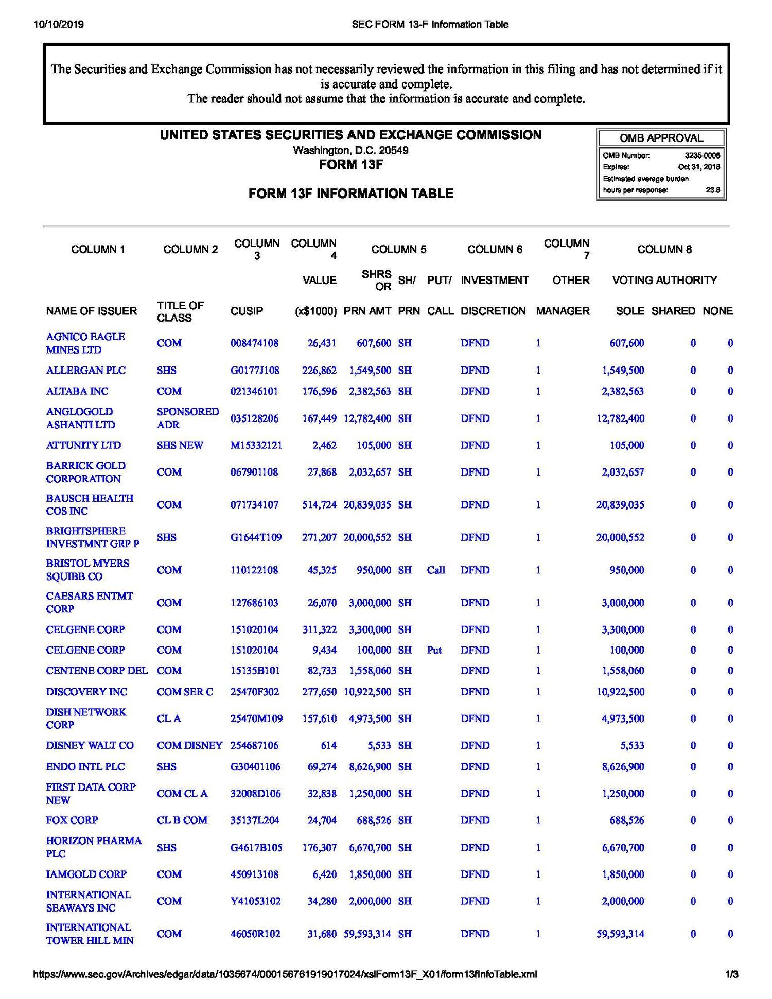 10/10/2019 SEC FORM 13-F Information Table
The Securities and Exchange Commission has not necessarily reviewed the information in this filing and has not determined if it
is accurate and complete.
The reader should not assume that the information is accurate and complete.
UNITED STATES SECURITIES AND EXCHANGE COMMISSION
Washington, D.C. 20549
FORM 13F
FORM 13F INFORMATION TABLE
OMB APPROVAL
OMB Number: 3235-0006
Expires: Oct 31, 2018
Estimated average burden
hours per response: 23.8
COLUMN 1 COLUMN 2 COLUMN 3 COLUMN 4 COLUMN 5 COLUMN 6 COLUMN 7 COLUMN 8
VALUE SHRS OR SH/ PUT/ INVESTMENT OTHER VOTING AUTHORITY
NAME OF ISSUER TITLE OF CLASS CUSIP (x$1000) PRN AMT PRN CALL DISCRETION MANAGER SOLE SHARED NONE
AGNICO EAGLE MINES LTD COM 008474108 26,431 607,600 SH DFND 1 607,600 0 0
ALLERGAN PLC SHS G0177J108 226,862 1,549,500 SH DFND 1 1,549,500 0 0
ALTABA INC COM 021346101 176,596 2,382,563 SH DFND 1 2,382,563 0 0
ANGLOGOLD ASHANTI LTD SPONSORED ADR 035128206 167,449 12,782,400 SH DFND 1 12,782,400 0 0
ATTUNITY LTD SHS NEW M15332121 2,462 105,000 SH DFND 1 105,000 0 0
BARRICK GOLD CORPORATION COM 067901108 27,868 2,032,657 SH DFND 1 2,032,657 0 0
BAUSCH HEALTH COS INC COM 071734107 514,724 20,839,035 SH DFND 1 20,839,035 0 0
BRIGHTSPHERE INVESTMNT GRP P SHS G1644T109 271,207 20,000,552 SH DFND 1 20,000,552 0 0
BRISTOL MYERS SQUIBB CO COM 110122108 45,325 950,000 SH Call DFND 1 950,000 0 0
CAESARS ENTMT CORP COM 127686103 26,070 3,000,000 SH DFND 1 3,000,000 0 0
CELGENE CORP COM 151020104 311,322 3,300,000 SH DFND 1 3,300,000 0 0
CELGENE CORP COM 151020104 9,434 100,000 SH Put DFND 1 100,000 0 0
CENTENE CORP DEL COM 15135B101 82,733 1,558,060 SH DFND 1 1,558,060 0 0
DISCOVERY INC COM SER C 25470F302 277,650 10,922,500 SH DFND 1 10,922,500 0 0
DISH NETWORK CORP CL A 25470M109 157,610 4,973,500 SH DFND 1 4,973,500 0 0
DISNEY WALT CO COM DISNEY 254687106 614 5,533 SH DFND 1 5,533 0 0
ENDO INTL PLC SHS G30401106 69,274 8,626,900 SH DFND 1 8,626,900 0 0
FIRST DATA CORP NEW COM CL A 32008D106 32,838 1,250,000 SH DFND 1 1,250,000 0 0
FOX CORP CL B COM 35137L204 24,704 688,526 SH DFND 1 688,526 0 0
HORIZON PHARMA PLC SHS G4617B105 176,307 6,670,700 SH DFND 1 6,670,700 0 0
IAMGOLD CORP COM 450913108 6,420 1,850,000 SH DFND 1 1,850,000 0 0
INTERNATIONAL SEAWAYS INC COM Y41053102 34,280 2,000,000 SH DFND 1 2,000,000 0 0
INTERNATIONAL TOWER HILL MIN COM 46050R102 31,680 59,593,314 SH DFND 1 59,593,314 0 0
https://www.sec.gov/Archives/edgar/data/1035674/000156761919017024/xslForm13F_X01/form13fInfoTable.xml 1/3